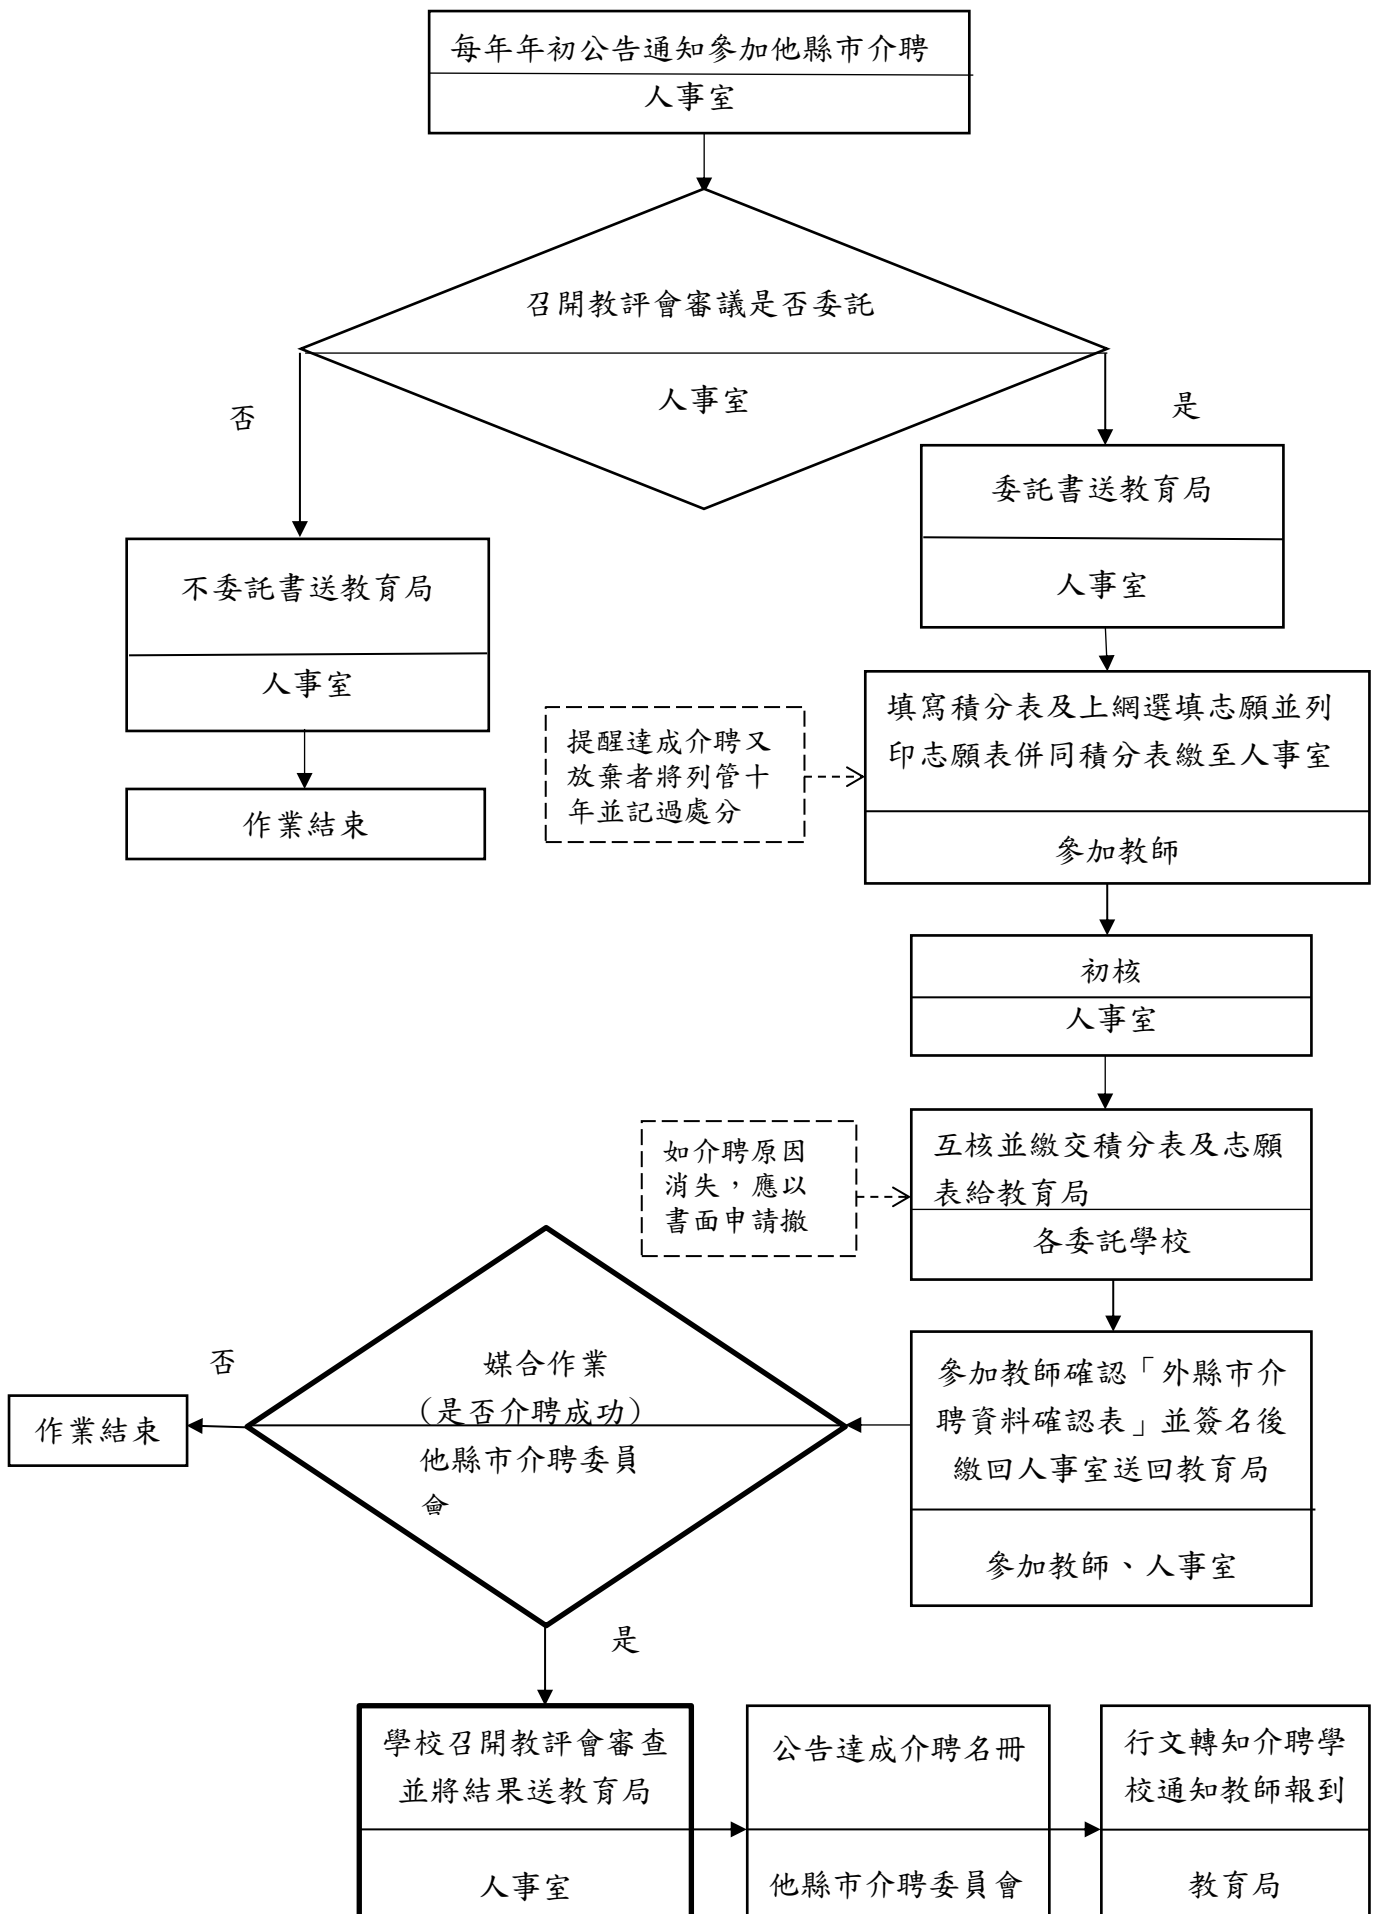 每年年初公告通知參加他縣市介聘
人事室
召開教評會審議是否委託
人事室
否
是
委託書送教育局
人事室
不委託書送教育局
人事室
作業結束
填寫積分表及上網選填志願並列
印志願表併同積分表繳至人事室
參加教師
提醒達成介聘又
放棄者將列管十
年並記過處分
初核
人事室
互核並繳交積分表及志願
表給教育局
各委託學校
如介聘原因
消失，應以
書面申請撤
參加教師確認「外縣市介
聘資料確認表」並簽名後
繳回人事室送回教育局
參加教師、人事室
媒合作業
(是否介聘成功)
他縣市介聘委員
會
否
作業結束
是
學校召開教評會審查
並將結果送教育局
人事室
公告達成介聘名冊
他縣市介聘委員會
行文轉知介聘學
校通知教師報到
教育局